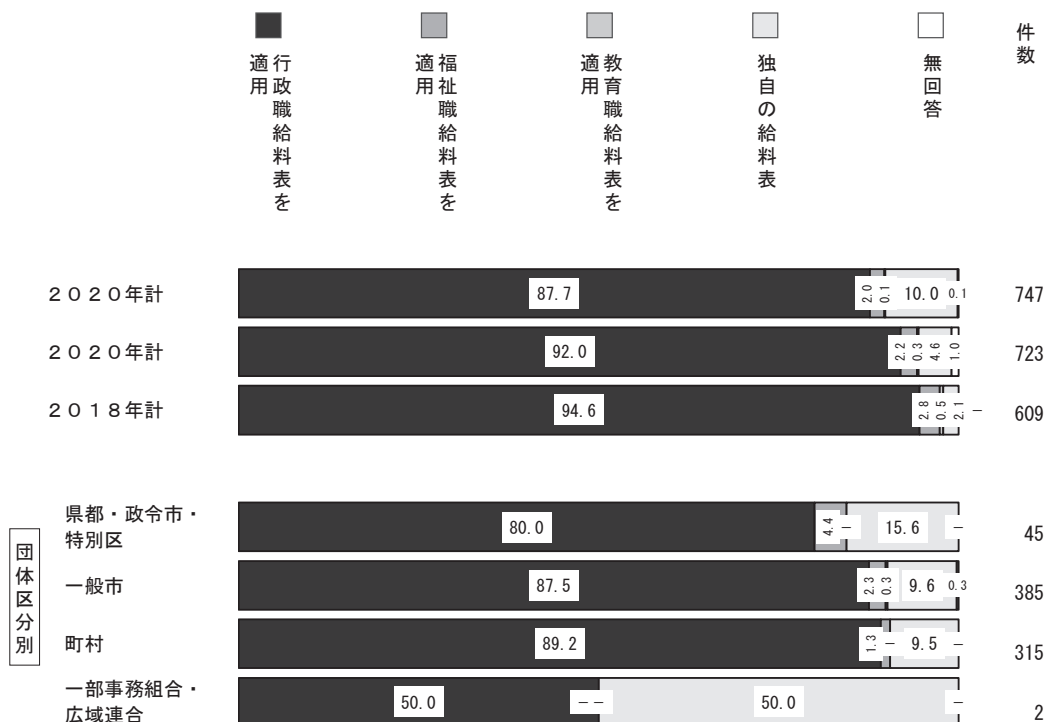 行政職給料表を
適用
福祉職給料表を
適用
教育職給料表を
適用
独自の給料表
無回答
件数
２０２０年計 87.7 2.0 0.1 10.0 0.1 747
２０２０年計 92.0 2.2 0.3 4.6 1.0 723
２０１８年計 94.6 2.8 0.5 2.1 － 609
団体区分別
県都・政令市・
特別区 80.0 4.4 － 15.6 － 45
一般市 87.5 2.3 0.3 9.6 0.3 385
町村 89.2 1.3 － 9.5 － 315
一部事務組合・
広域連合 50.0 － － 50.0 － 2